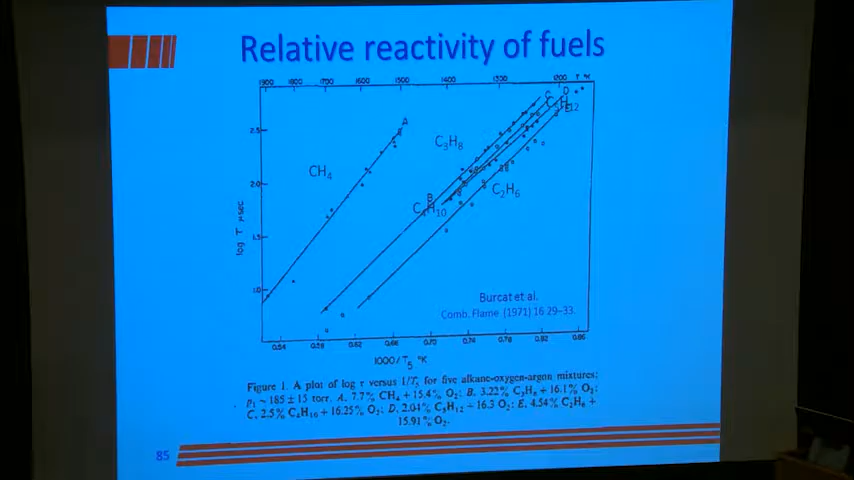 Relative reactivity of fuels
1900 1800 1700 1600 1500 1400 1300 1200 T °K
A
C
D
C5H12
E
2.5
C3H8
CH4
2.0
C2H6
B
C4H10
log τ μsec
1.5
1.0
Burcat et al.
Comb. Flame (1971) 16 29–33.
0.54 0.58 0.62 0.66 0.70 0.74 0.78 0.82 0.86
1000/T5 °K
Figure 1. A plot of log τ versus 1/T5 for five alkane-oxygen-argon mixtures:
p1 ~ 185 ± 15 torr. A, 7.7% CH4 + 15.4% O2; B, 3.22% C3H8 + 16.1% O2;
C, 2.5% C4H10 + 16.25% O2; D, 2.04% C5H12 + 16.3 O2; E, 4.54% C2H6 +
15.91% O2.
85